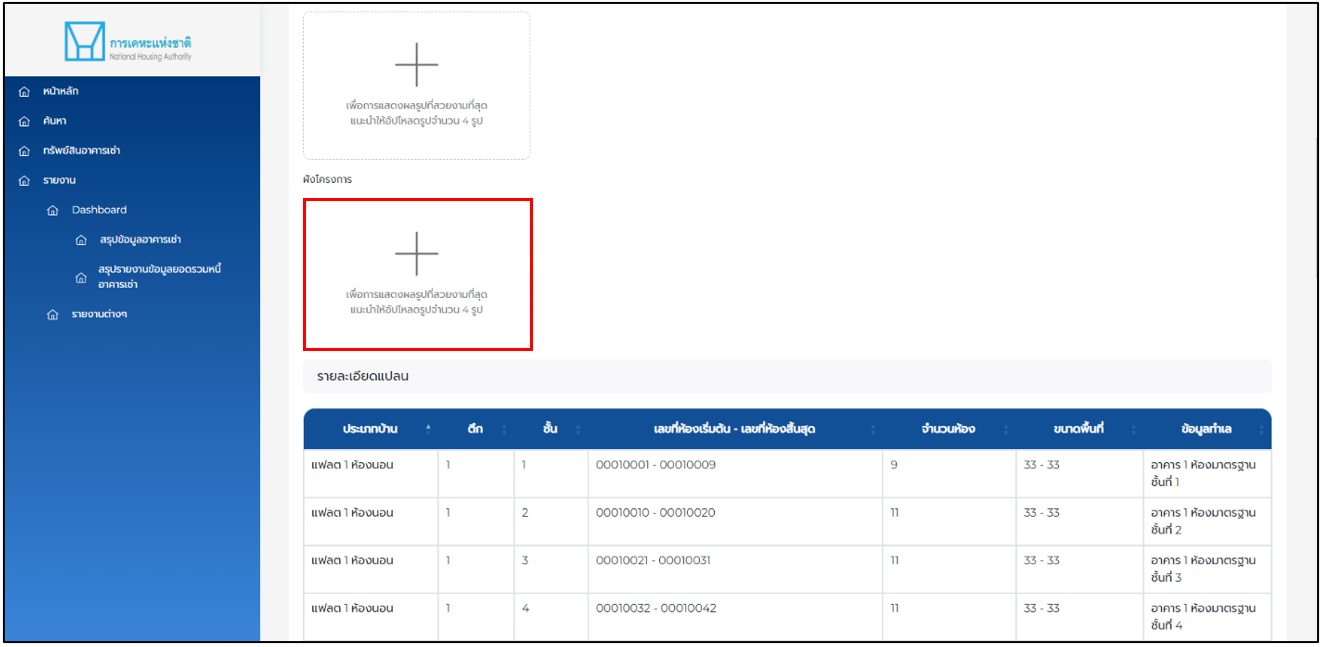 การเคหะแห่งชาติ
National Housing Authority
หน้าหลัก
ค้นหา
ทรัพย์สินอาคารเช่า
รายงาน
Dashboard
สรุปข้อมูลอาคารเช่า
สรุปรายงานข้อมูลยอดรวมหนี้
อาคารเช่า
รายงานต่างๆ
เพื่อการแสดงผลรูปที่สวยงามที่สุด
แนะนำให้อัปโหลดรูปจำนวน 4 รูป
ผังโครงการ
เพื่อการแสดงผลรูปที่สวยงามที่สุด
แนะนำให้อัปโหลดรูปจำนวน 4 รูป
รายละเอียดแปลน
ประเภทบ้าน ตึก ชั้น เลขที่ห้องเริ่มต้น - เลขที่ห้องสิ้นสุด จำนวนห้อง ขนาดพื้นที่ ข้อมูลทำเล
แฟลต 1 ห้องนอน 1 1 00010001 - 00010009 9 33 - 33 อาคาร 1 ห้องมาตรฐาน
ชั้นที่ 1
แฟลต 1 ห้องนอน 1 2 00010010 - 00010020 11 33 - 33 อาคาร 1 ห้องมาตรฐาน
ชั้นที่ 2
แฟลต 1 ห้องนอน 1 3 00010021 - 00010031 11 33 - 33 อาคาร 1 ห้องมาตรฐาน
ชั้นที่ 3
แฟลต 1 ห้องนอน 1 4 00010032 - 00010042 11 33 - 33 อาคาร 1 ห้องมาตรฐาน
ชั้นที่ 4